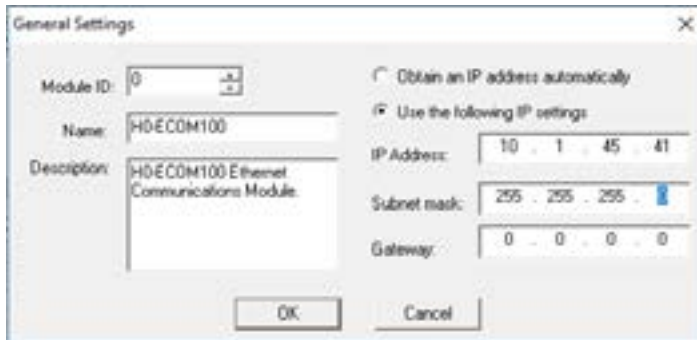 General Settings
Module ID: 0
Name: H0-ECOM100
Description: H0-ECOM100 Ethernet
Communications Module.
Obtain an IP address automatically
Use the following IP settings
IP Address: 10 . 1 . 45 . 41
Subnet mask: 255 . 255 . 255 . 0
Gateway: 0 . 0 . 0 . 0
OK
Cancel